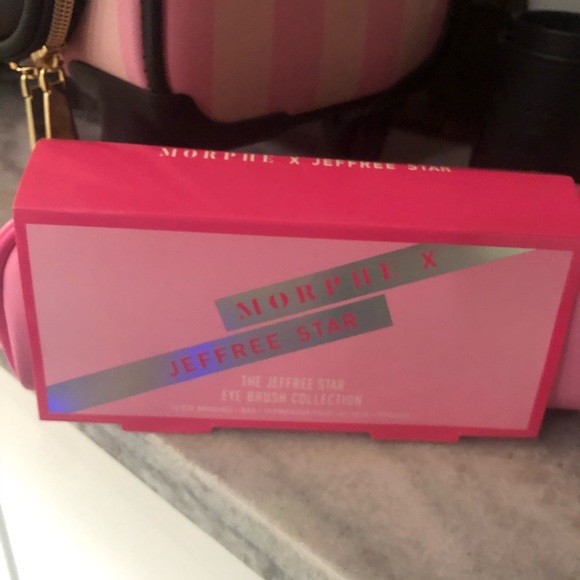 MORPHE X JEFFREE STAR
MORPHE X
JEFFREE STAR
THE JEFFREE STAR
EYE BRUSH COLLECTION